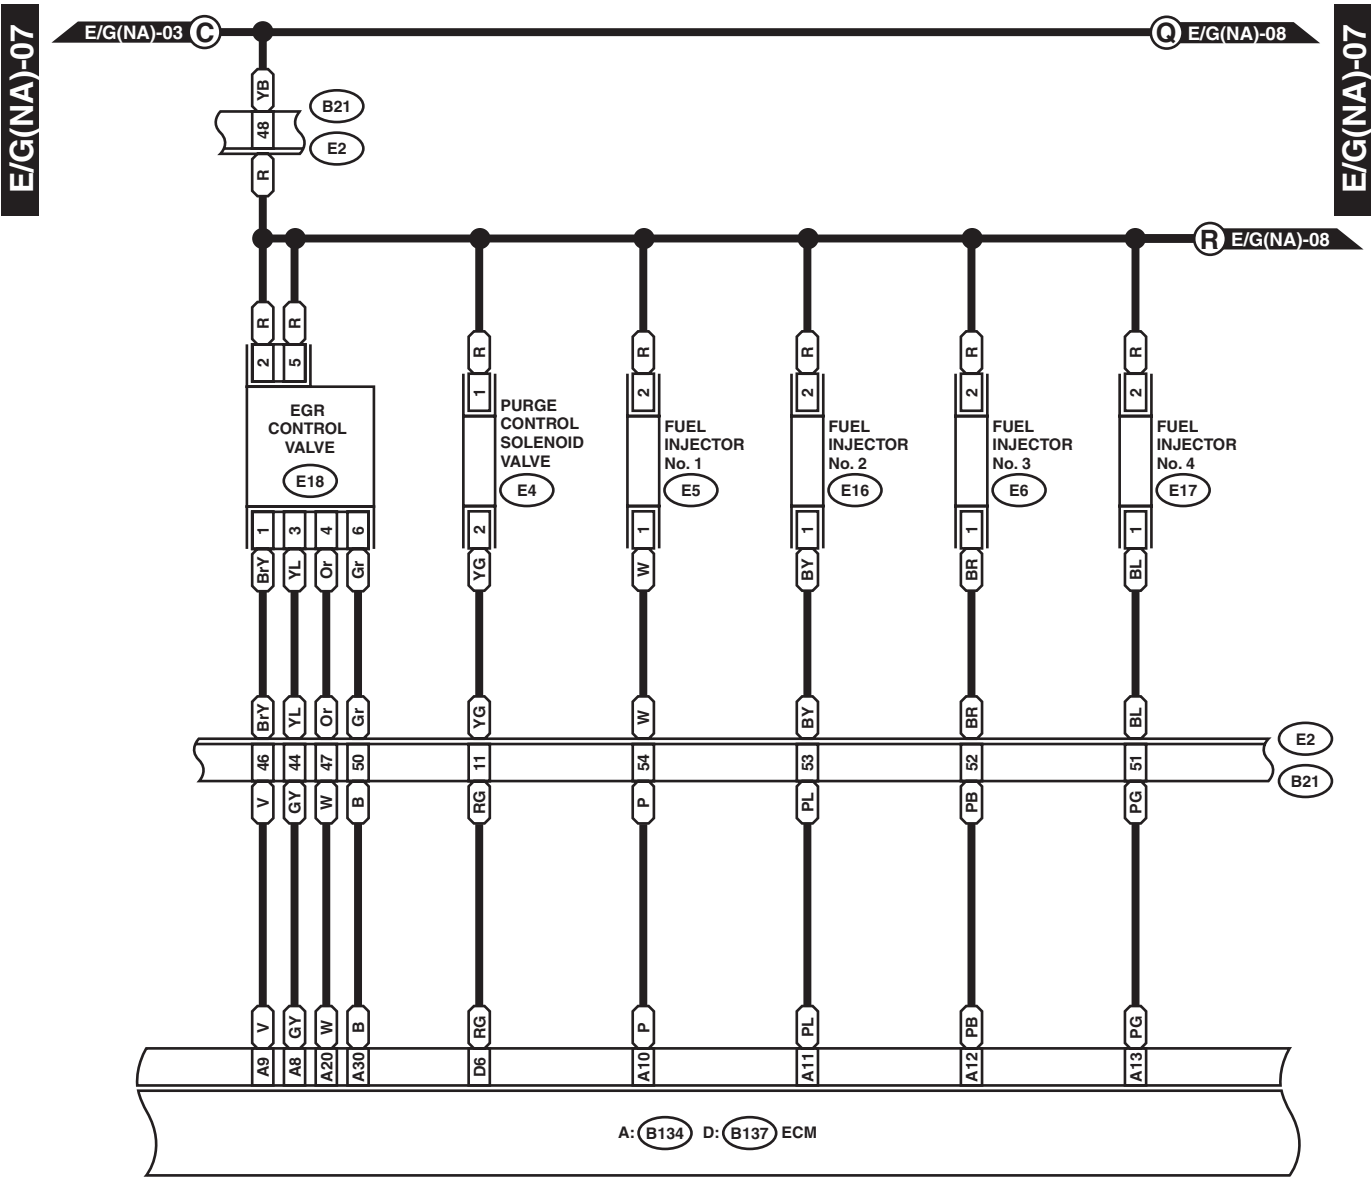 E/G(NA)-07
E/G(NA)-03 C
Q E/G(NA)-08
E/G(NA)-07
YB
B21
48
E2
R
R E/G(NA)-08
R R
2 5
R R R R R
1 2 2 2 2
EGR
CONTROL
VALVE
E18
PURGE
CONTROL
SOLENOID
VALVE
E4
FUEL
INJECTOR
No. 1
E5
FUEL
INJECTOR
No. 2
E16
FUEL
INJECTOR
No. 3
E6
FUEL
INJECTOR
No. 4
E17
1 3 4 6 2 1 1 1 1
BrY YL Or Gr YG W BY BR BL
BrY YL Or Gr YG W BY BR BL
E2
46 44 47 50 11 54 53 52 51
B21
V GY W B RG P PL PB PG
V GY W B RG P PL PB PG
A9 A8 A20 A30 D6 A10 A11 A12 A13
A: B134 D: B137 ECM